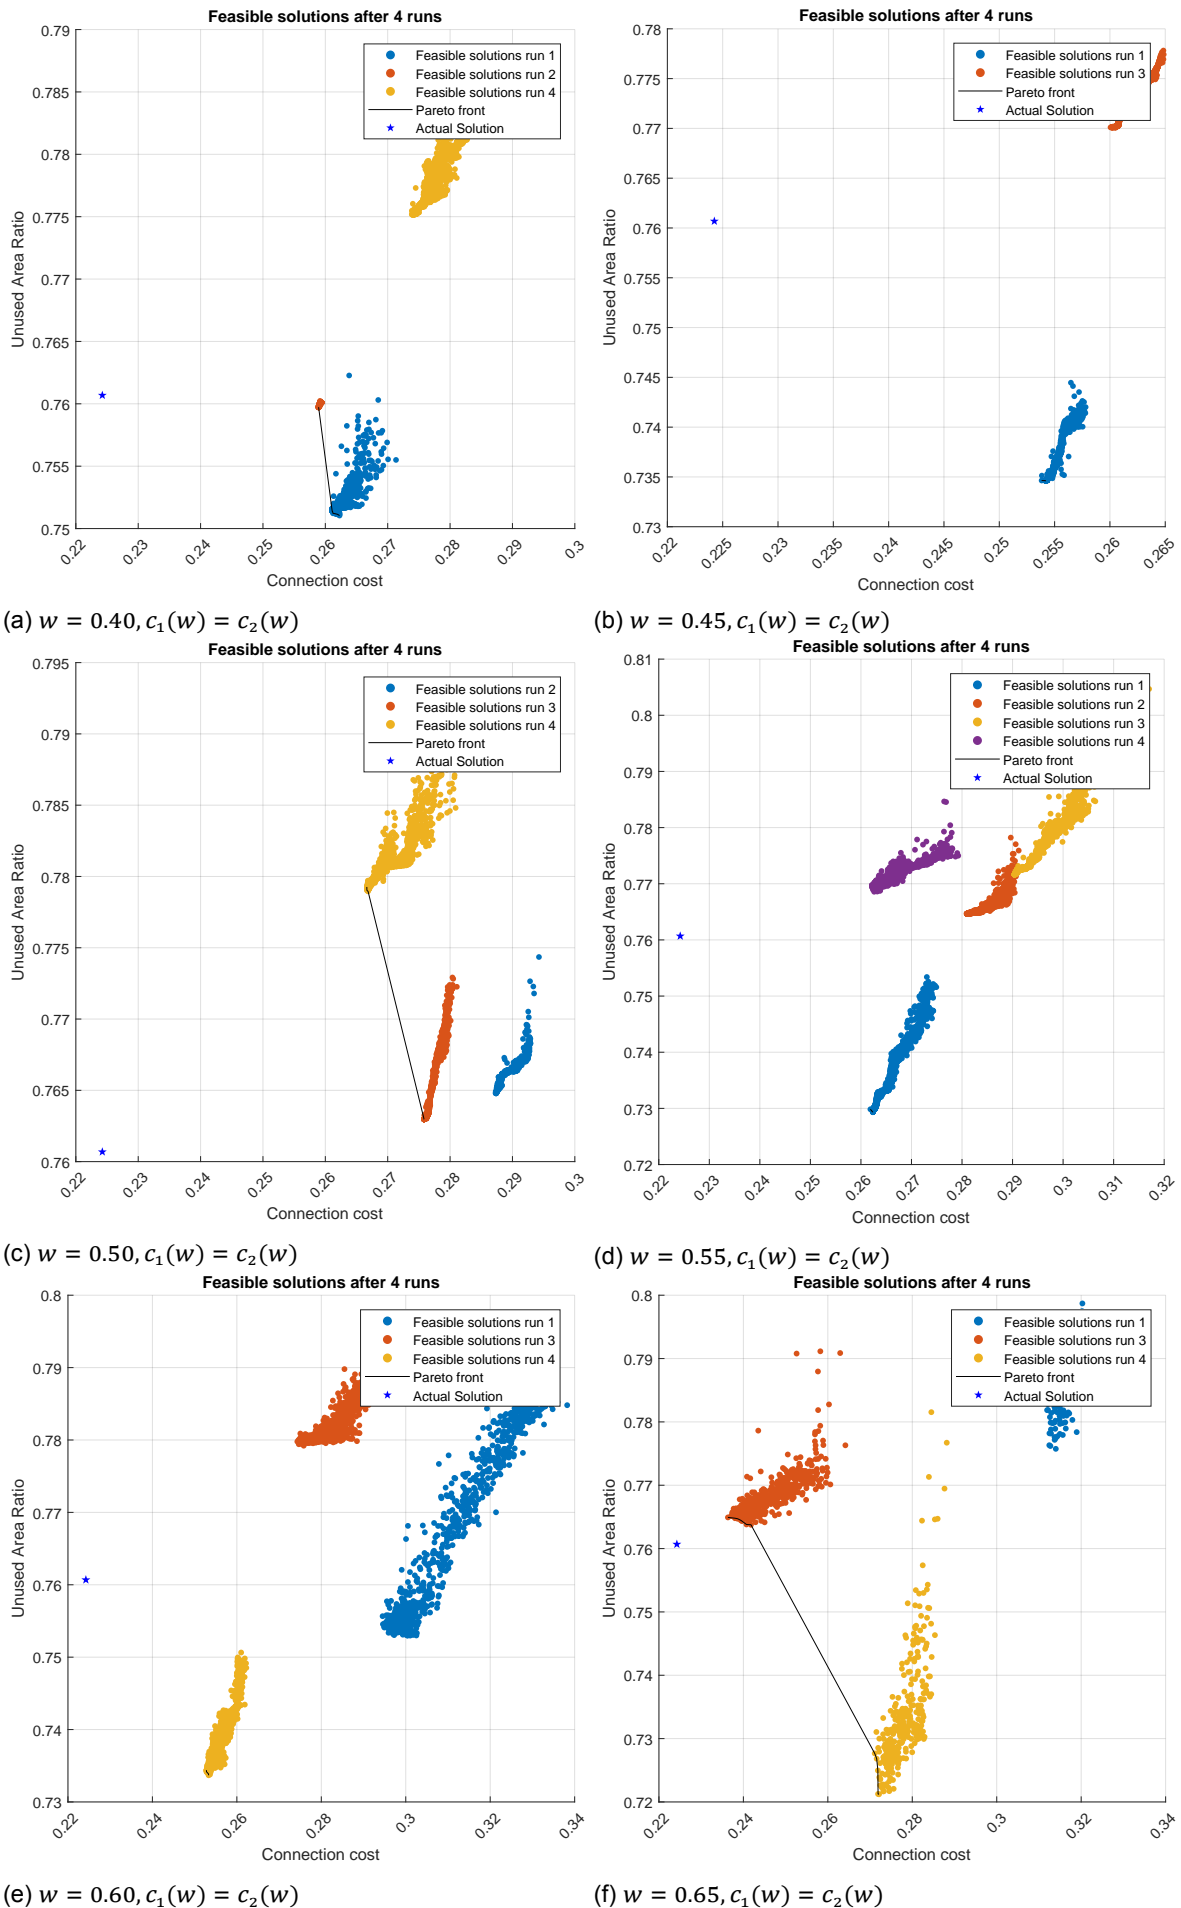 Feasible solutions after 4 runs
0.79
0.785
0.78
0.775
0.77
0.765
0.76
0.755
0.75
Unused Area Ratio
Feasible solutions run 1
Feasible solutions run 2
Feasible solutions run 4
Pareto front
Actual Solution
0.22 0.23 0.24 0.25 0.26 0.27 0.28 0.29 0.3
Connection cost
(a) w = 0.40, c₁(w) = c₂(w)
Feasible solutions after 4 runs
0.78
0.775
0.77
0.765
0.76
0.755
0.75
0.745
0.74
0.735
0.73
Unused Area Ratio
Feasible solutions run 1
Feasible solutions run 3
Pareto front
Actual Solution
0.22 0.225 0.23 0.235 0.24 0.245 0.25 0.255 0.26 0.265
Connection cost
(b) w = 0.45, c₁(w) = c₂(w)
Feasible solutions after 4 runs
0.795
0.79
0.785
0.78
0.775
0.77
0.765
0.76
Unused Area Ratio
Feasible solutions run 2
Feasible solutions run 3
Feasible solutions run 4
Pareto front
Actual Solution
0.22 0.23 0.24 0.25 0.26 0.27 0.28 0.29 0.3
Connection cost
(c) w = 0.50, c₁(w) = c₂(w)
Feasible solutions after 4 runs
0.81
0.8
0.79
0.78
0.77
0.76
0.75
0.74
0.73
0.72
Unused Area Ratio
Feasible solutions run 1
Feasible solutions run 2
Feasible solutions run 3
Feasible solutions run 4
Pareto front
Actual Solution
0.22 0.23 0.24 0.25 0.26 0.27 0.28 0.29 0.3 0.31 0.32
Connection cost
(d) w = 0.55, c₁(w) = c₂(w)
Feasible solutions after 4 runs
0.8
0.79
0.78
0.77
0.76
0.75
0.74
0.73
Unused Area Ratio
Feasible solutions run 1
Feasible solutions run 3
Feasible solutions run 4
Pareto front
Actual Solution
0.22 0.24 0.26 0.28 0.3 0.32 0.34
Connection cost
(e) w = 0.60, c₁(w) = c₂(w)
Feasible solutions after 4 runs
0.8
0.79
0.78
0.77
0.76
0.75
0.74
0.73
0.72
Unused Area Ratio
Feasible solutions run 1
Feasible solutions run 3
Feasible solutions run 4
Pareto front
Actual Solution
0.22 0.24 0.26 0.28 0.3 0.32 0.34
Connection cost
(f) w = 0.65, c₁(w) = c₂(w)